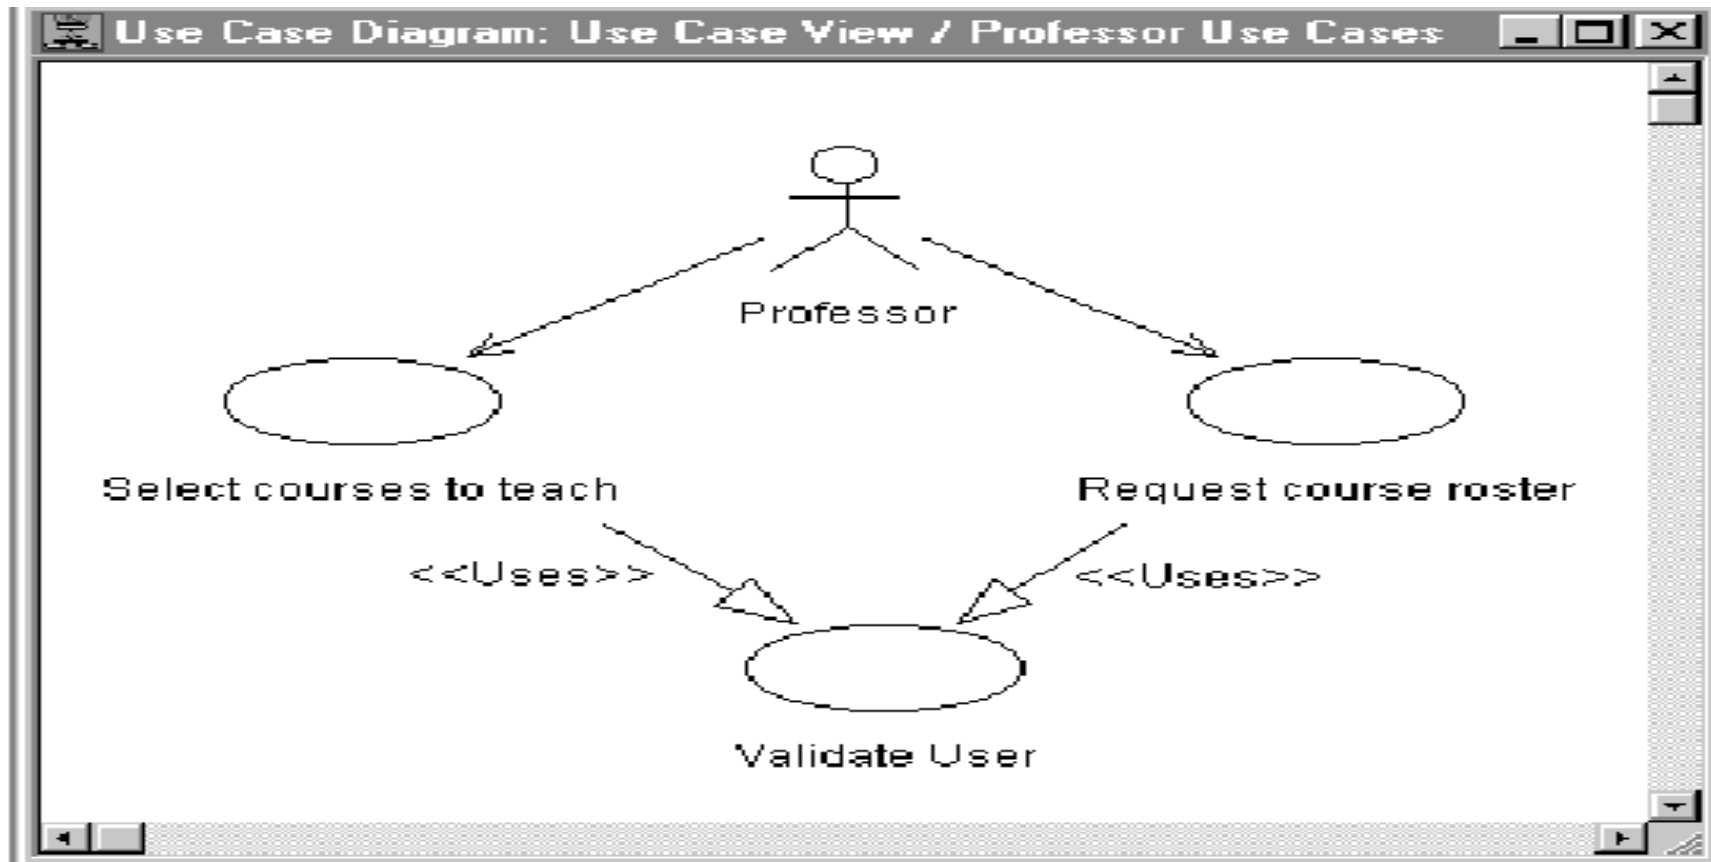 Use Case Diagram: Use Case View / Professor Use Cases
Professor
Select courses to teach
Request course roster
<<Uses>>
<<Uses>>
Validate User